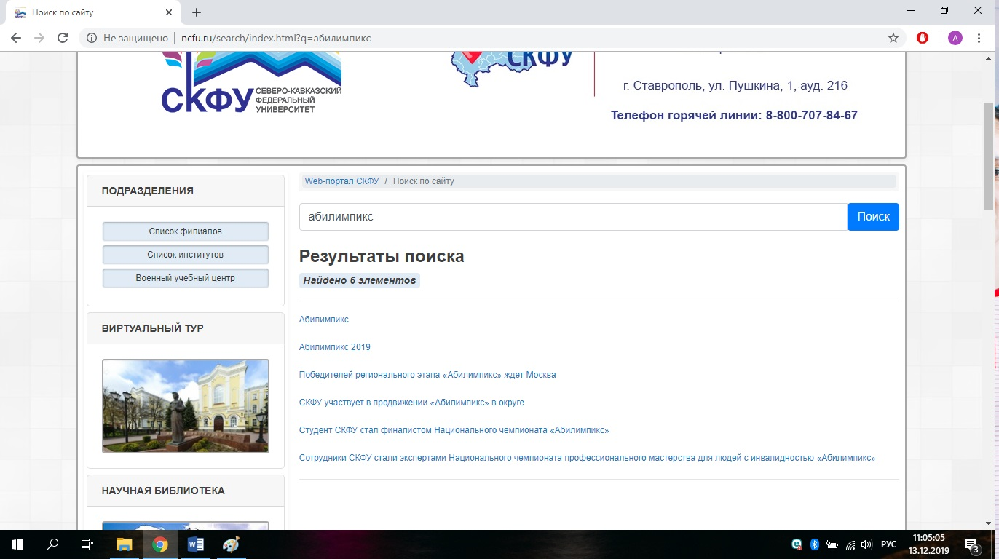 Поиск по сайту
Не защищено
ncfu.ru/search/index.html?q=абилимпикс
А
СКФУ
СЕВЕРО-КАВКАЗСКИЙ
ФЕДЕРАЛЬНЫЙ
УНИВЕРСИТЕТ
СКФУ
г. Ставрополь, ул. Пушкина, 1, ауд. 216
Телефон горячей линии: 8-800-707-84-67
ПОДРАЗДЕЛЕНИЯ
Список филиалов
Список институтов
Военный учебный центр
ВИРТУАЛЬНЫЙ ТУР
НАУЧНАЯ БИБЛИОТЕКА
Web-портал СКФУ / Поиск по сайту
абилимпикс
Поиск
Результаты поиска
Найдено 6 элементов
Абилимпикс
Абилимпикс 2019
Победителей регионального этапа «Абилимпикс» ждет Москва
СКФУ участвует в продвижении «Абилимпикс» в округе
Студент СКФУ стал финалистом Национального чемпионата «Абилимпикс»
Сотрудники СКФУ стали экспертами Национального чемпионата профессионального мастерства для людей с инвалидностью «Абилимпикс»
РУС
11:05:05
13.12.2019
3